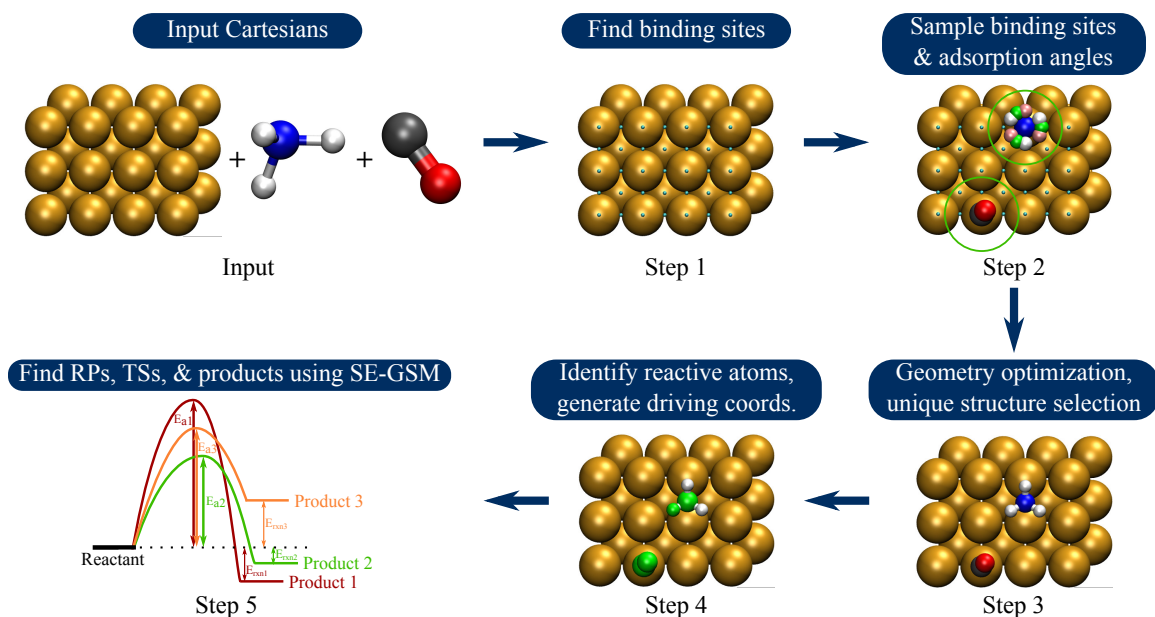 Input Cartesians
Find binding sites
Sample binding sites
& adsorption angles
+
+
Input
Step 1
Step 2
Find RPs, TSs, & products using SE-GSM
Identify reactive atoms,
generate driving coords.
Geometry optimization,
unique structure selection
Ea1
Ea3
Ea2
Product 3
Erxn3
Reactant
Erxn2
Product 2
Erxn1
Product 1
Step 5
Step 4
Step 3